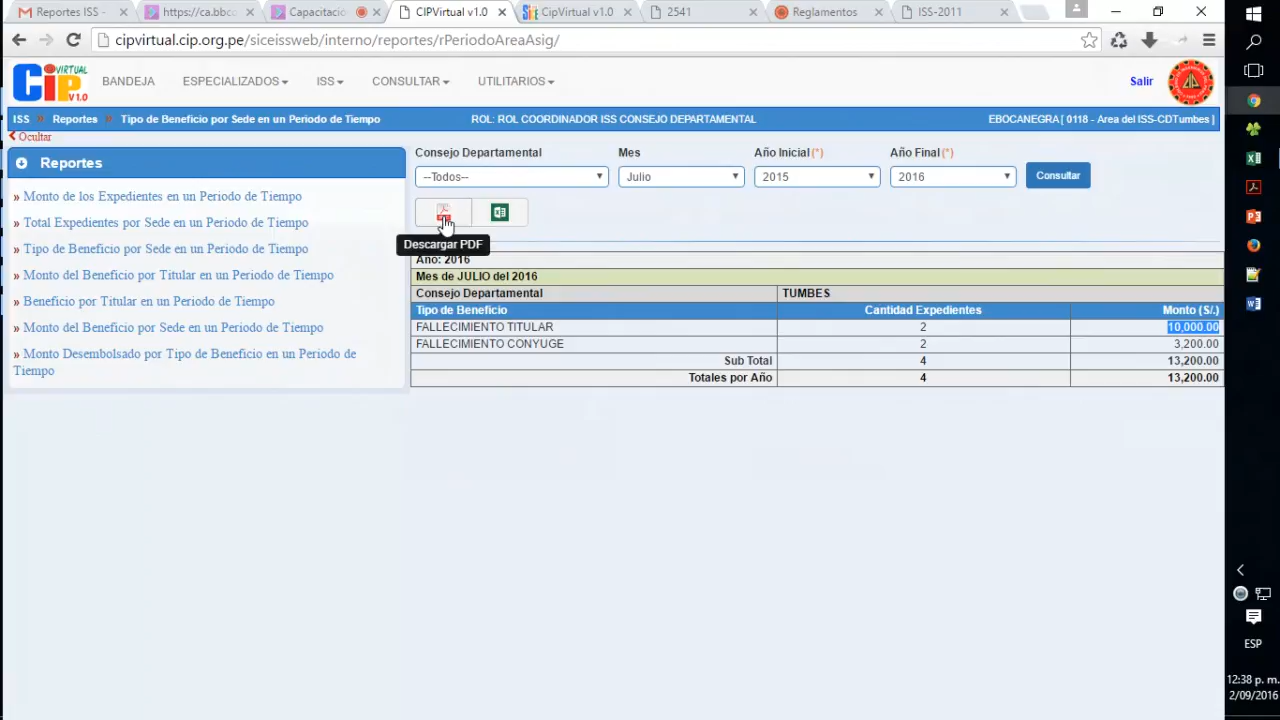 Reportes ISS -
https://ca.bbcc
Capacitació
CIPVirtual v1.0
CipVirtual v1.0
2541
Reglamentos
ISS-2011
cipvirtual.cip.org.pe/siceissweb/interno/reportes/rPeriodoAreaAsig/
VIRTUAL
CIP
V 1.0
BANDEJA
ESPECIALIZADOS
ISS
CONSULTAR
UTILITARIOS
Salir
ISS » Reportes » Tipo de Beneficio por Sede en un Periodo de Tiempo
ROL: ROL COORDINADOR ISS CONSEJO DEPARTAMENTAL
EBOCANEGRA [ 0118 - Area del ISS-CDTumbes ]
Ocultar
Reportes
» Monto de los Expedientes en un Periodo de Tiempo
» Total Expedientes por Sede en un Periodo de Tiempo
» Tipo de Beneficio por Sede en un Periodo de Tiempo
» Monto del Beneficio por Titular en un Periodo de Tiempo
» Beneficio por Titular en un Periodo de Tiempo
» Monto del Beneficio por Sede en un Periodo de Tiempo
» Monto Desembolsado por Tipo de Beneficio en un Periodo de
Tiempo
Consejo Departamental
Mes
Año Inicial (*)
Año Final (*)
--Todos--
Julio
2015
2016
Consultar
Descargar PDF
Año: 2016
Mes de JULIO del 2016
Consejo Departamental TUMBES
Tipo de Beneficio Cantidad Expedientes Monto (S/.)
FALLECIMIENTO TITULAR 2 10,000.00
FALLECIMIENTO CONYUGE 2 3,200.00
Sub Total 4 13,200.00
Totales por Año 4 13,200.00
ESP
12:38 p. m.
2/09/2016